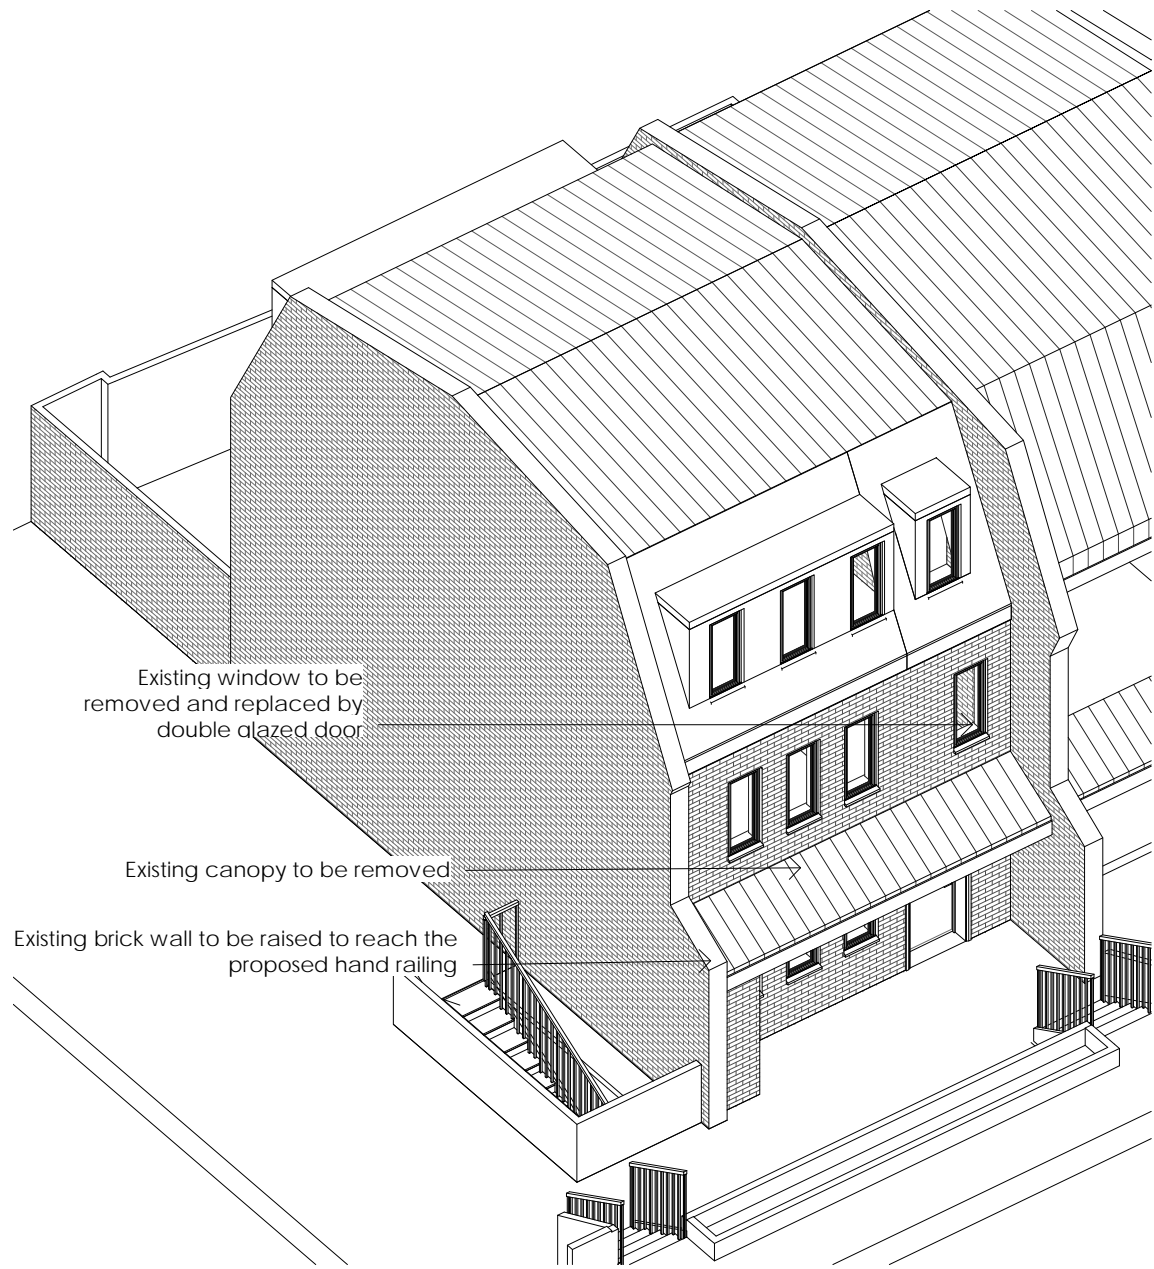 Existing window to be
removed and replaced by
double glazed door
Existing canopy to be removed
Existing brick wall to be raised to reach the
proposed hand railing